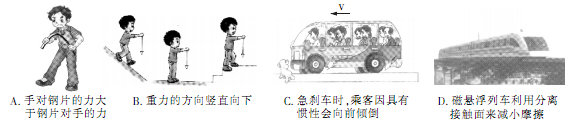 v
A. 手对钢片的力大
于钢片对手的力
B. 重力的方向竖直向下
C. 急刹车时,乘客因具有
惯性会向前倾倒
D. 磁悬浮列车利用分离
接触面来减小摩擦